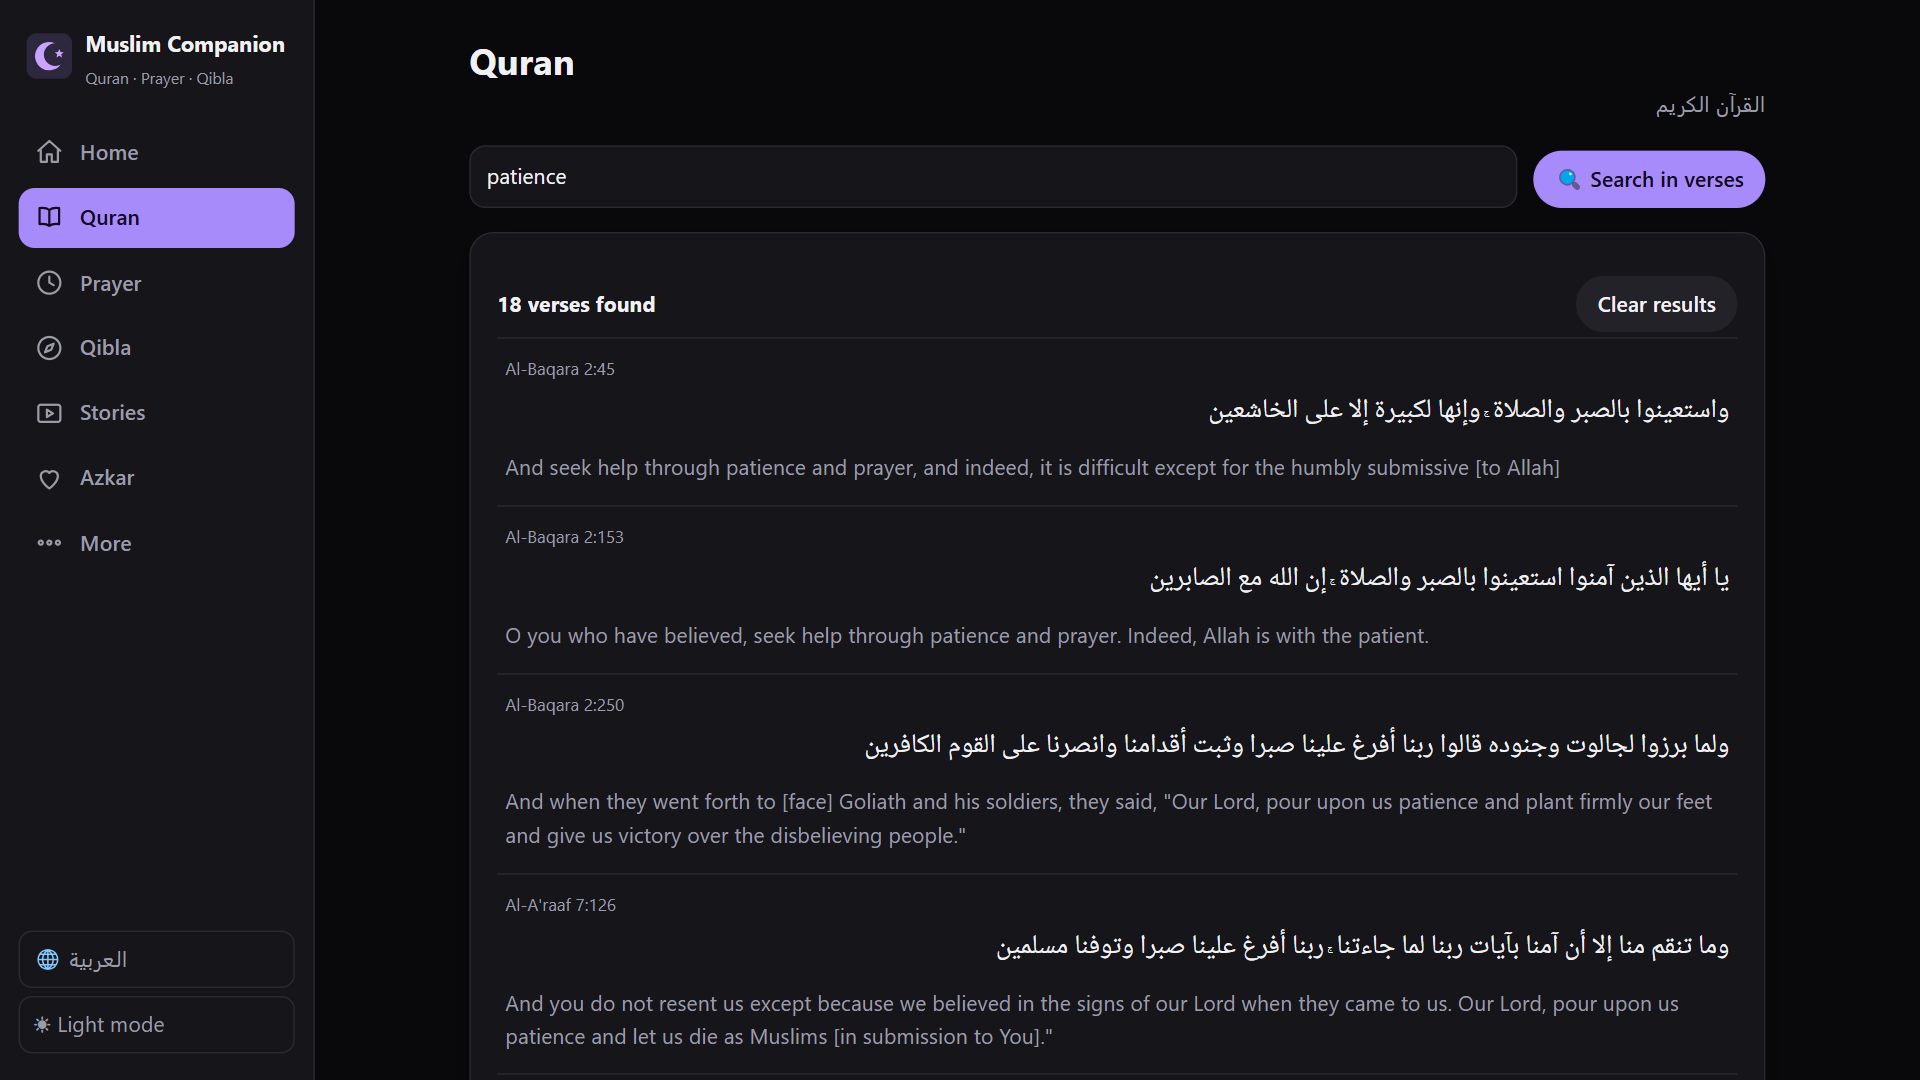 Muslim Companion
Quran · Prayer · Qibla
Home
Quran
Prayer
Qibla
Stories
Azkar
More
العربية
Light mode
Quran
القرآن الكريم
patience
Search in verses
18 verses found
Clear results
Al-Baqara 2:45
واستعينوا بالصبر والصلاة ۚ وإنها لكبيرة إلا على الخاشعين
And seek help through patience and prayer, and indeed, it is difficult except for the humbly submissive [to Allah]
Al-Baqara 2:153
يا أيها الذين آمنوا استعينوا بالصبر والصلاة ۚ إن الله مع الصابرين
O you who have believed, seek help through patience and prayer. Indeed, Allah is with the patient.
Al-Baqara 2:250
ولما برزوا لجالوت وجنوده قالوا ربنا أفرغ علينا صبرا وثبت أقدامنا وانصرنا على القوم الكافرين
And when they went forth to [face] Goliath and his soldiers, they said, "Our Lord, pour upon us patience and plant firmly our feet
and give us victory over the disbelieving people."
Al-A'raaf 7:126
وما تنقم منا إلا أن آمنا بآيات ربنا لما جاءتنا ۚ ربنا أفرغ علينا صبرا وتوفنا مسلمين
And you do not resent us except because we believed in the signs of our Lord when they came to us. Our Lord, pour upon us
patience and let us die as Muslims [in submission to You]."